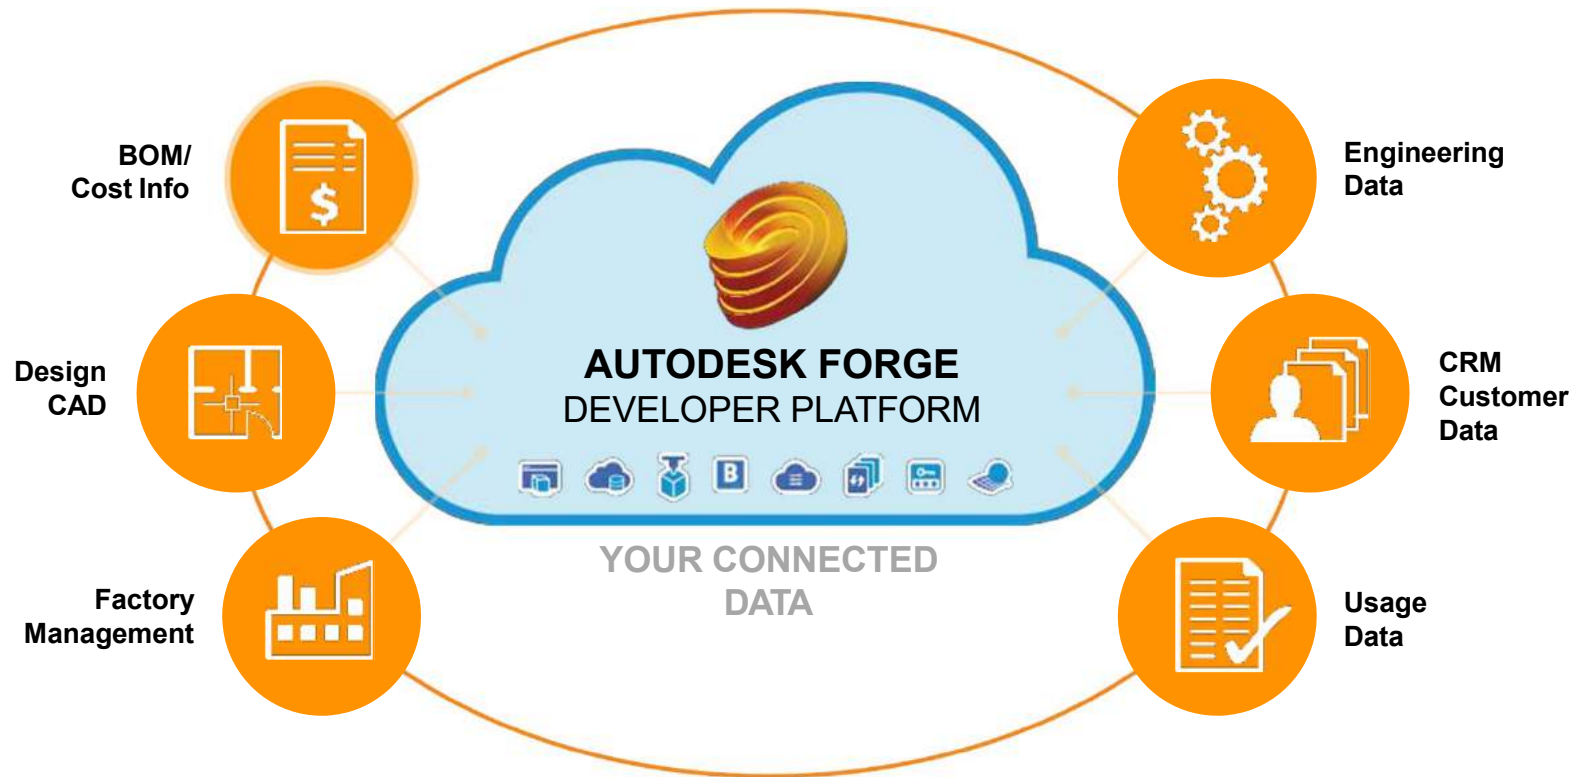 BOM/
Cost Info
Design
CAD
Factory
Management
$
AUTODESK FORGE
DEVELOPER PLATFORM
B
YOUR CONNECTED
DATA
Engineering
Data
CRM
Customer
Data
Usage
Data